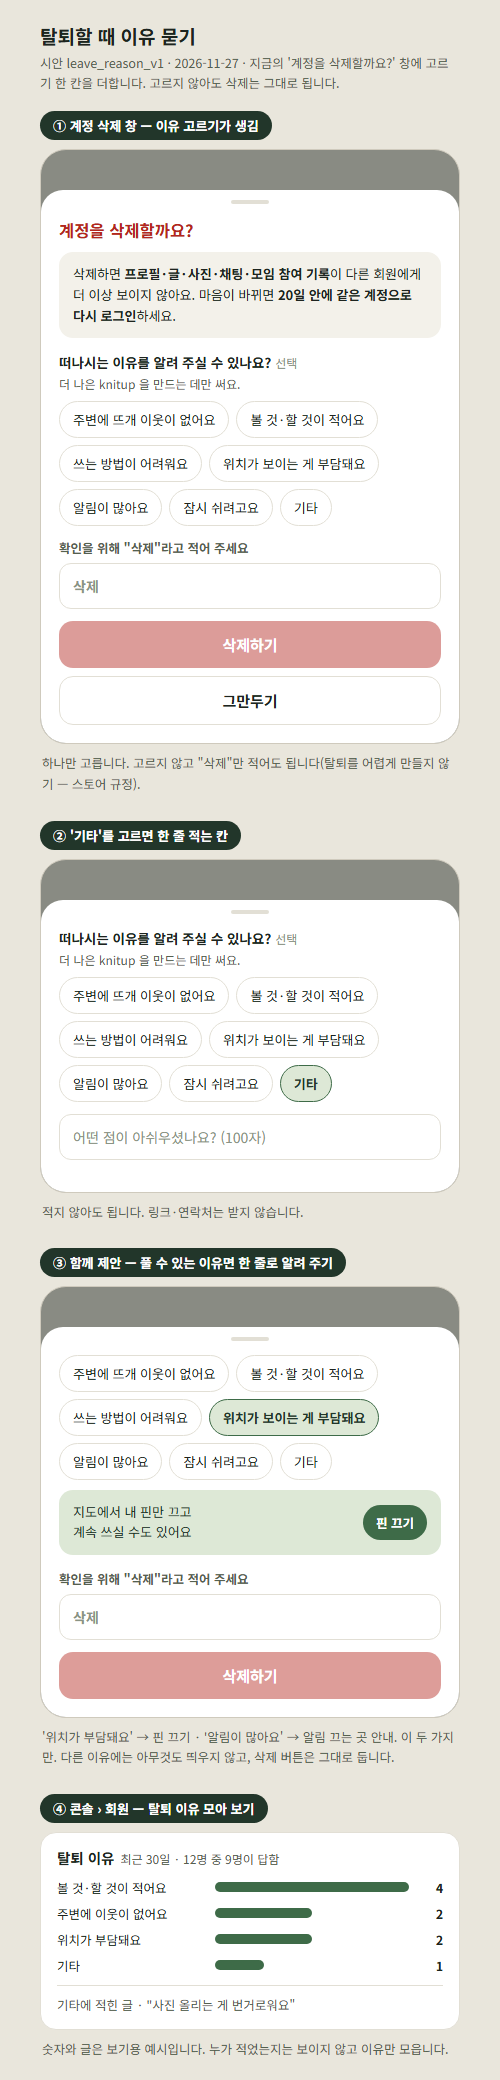 탈퇴할 때 이유 묻기
시안 leave_reason_v1 · 2026-11-27 · 지금의 '계정을 삭제할까요?' 창에 고르
기 한 칸을 더합니다. 고르지 않아도 삭제는 그대로 됩니다.
① 계정 삭제 창 — 이유 고르기가 생김
계정을 삭제할까요?
삭제하면 프로필·글·사진·채팅·모임 참여 기록이 다른 회원에게
더 이상 보이지 않아요. 마음이 바뀌면 20일 안에 같은 계정으로
다시 로그인하세요.
떠나시는 이유를 알려 주실 수 있나요? 선택
더 나은 knitup 을 만드는 데만 써요.
주변에 뜨개 이웃이 없어요 볼 것·할 것이 적어요
쓰는 방법이 어려워요 위치가 보이는 게 부담돼요
알림이 많아요 잠시 쉬려고요 기타
확인을 위해 "삭제"라고 적어 주세요
삭제
삭제하기
그만두기
하나만 고릅니다. 고르지 않고 "삭제"만 적어도 됩니다(탈퇴를 어렵게 만들지 않
기 — 스토어 규정).
② '기타'를 고르면 한 줄 적는 칸
떠나시는 이유를 알려 주실 수 있나요? 선택
더 나은 knitup 을 만드는 데만 써요.
주변에 뜨개 이웃이 없어요 볼 것·할 것이 적어요
쓰는 방법이 어려워요 위치가 보이는 게 부담돼요
알림이 많아요 잠시 쉬려고요 기타
어떤 점이 아쉬우셨나요? (100자)
적지 않아도 됩니다. 링크·연락처는 받지 않습니다.
③ 함께 제안 — 풀 수 있는 이유면 한 줄로 알려 주기
주변에 뜨개 이웃이 없어요 볼 것·할 것이 적어요
쓰는 방법이 어려워요 위치가 보이는 게 부담돼요
알림이 많아요 잠시 쉬려고요 기타
지도에서 내 핀만 끄고
계속 쓰실 수도 있어요
핀 끄기
확인을 위해 "삭제"라고 적어 주세요
삭제
삭제하기
'위치가 부담돼요' → 핀 끄기 · '알림이 많아요' → 알림 끄는 곳 안내. 이 두 가지
만. 다른 이유에는 아무것도 띄우지 않고, 삭제 버튼은 그대로 둡니다.
④ 콘솔 › 회원 — 탈퇴 이유 모아 보기
탈퇴 이유 최근 30일 · 12명 중 9명이 답함
볼 것·할 것이 적어요 4
주변에 이웃이 없어요 2
위치가 부담돼요 2
기타 1
기타에 적힌 글 · "사진 올리는 게 번거로워요"
숫자와 글은 보기용 예시입니다. 누가 적었는지는 보이지 않고 이유만 모읍니다.